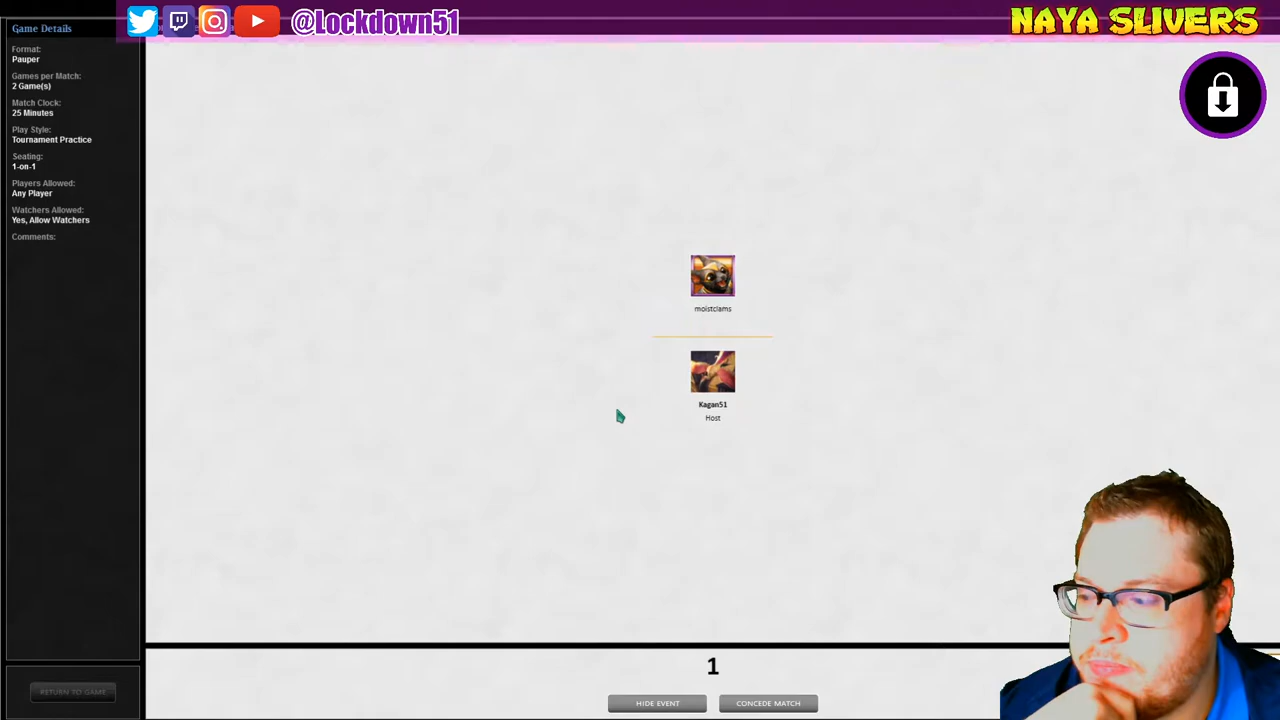 Game Details
@Lockdown51
NAYA SLIVERS
Format:
Pauper
Games per Match:
2 Game(s)
Match Clock:
25 Minutes
Play Style:
Tournament Practice
Seating:
1-on-1
Players Allowed:
Any Player
Watchers Allowed:
Yes, Allow Watchers
Comments:
moistclams
Kagan51
Host
1
RETURN TO GAME
HIDE EVENT
CONCEDE MATCH